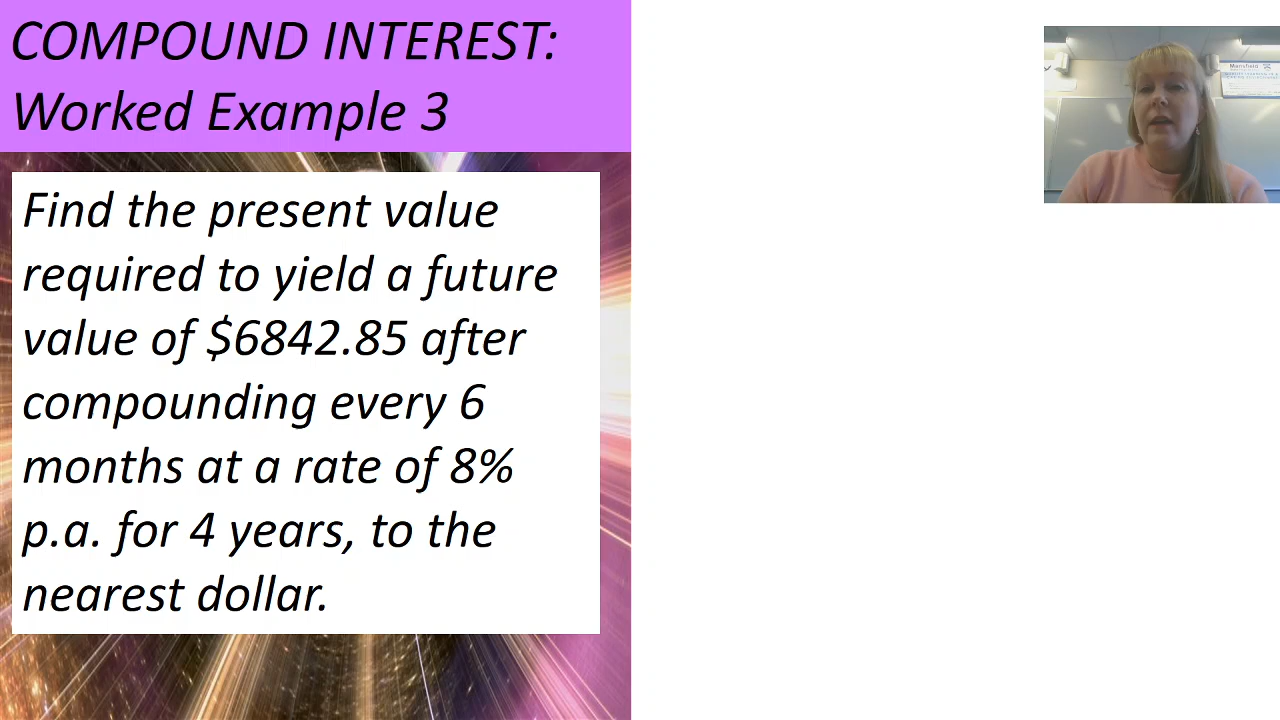 COMPOUND INTEREST:
Worked Example 3
Find the present value
required to yield a future
value of $6842.85 after
compounding every 6
months at a rate of 8%
p.a. for 4 years, to the
nearest dollar.
Mansfield